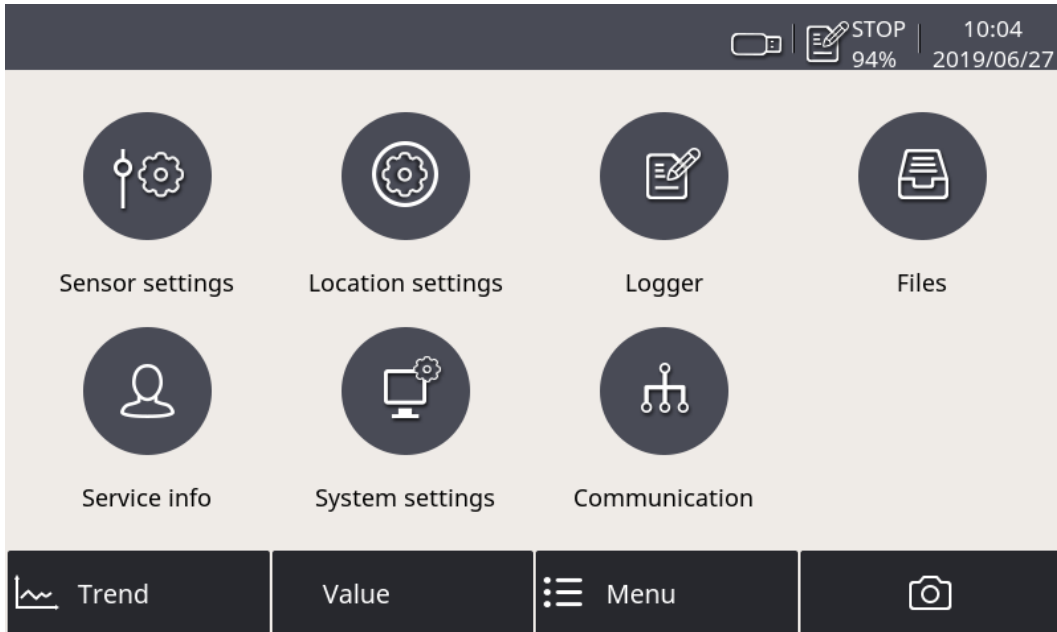 STOP 10:04
94% 2019/06/27
Sensor settings Location settings Logger Files
Service info System settings Communication
Trend Value Menu